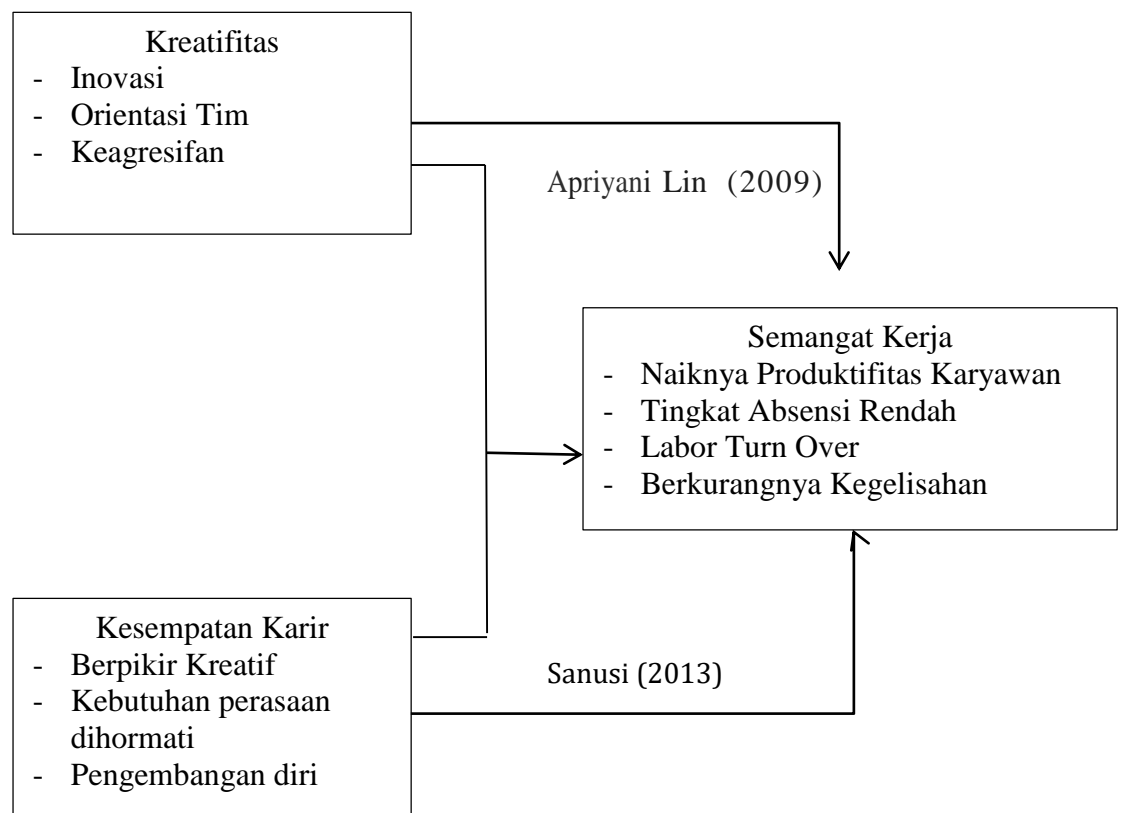 Kreatifitas
- Inovasi
- Orientasi Tim
- Keagresifan
Apriyani Lin (2009)
Semangat Kerja
- Naiknya Produktifitas Karyawan
- Tingkat Absensi Rendah
- Labor Turn Over
- Berkurangnya Kegelisahan
Kesempatan Karir
- Berpikir Kreatif
- Kebutuhan perasaan
dihormati
- Pengembangan diri
Sanusi (2013)